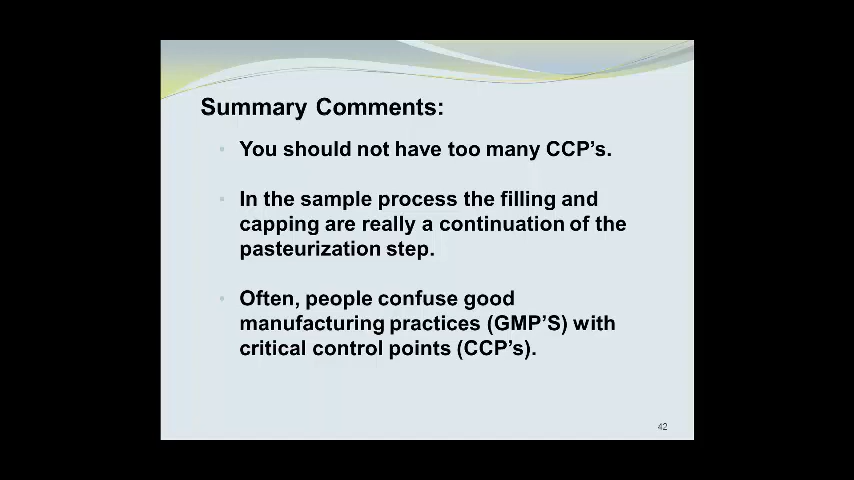 Summary Comments:
You should not have too many CCP’s.
In the sample process the filling and
capping are really a continuation of the
pasteurization step.
Often, people confuse good
manufacturing practices (GMP’S) with
critical control points (CCP’s).
42